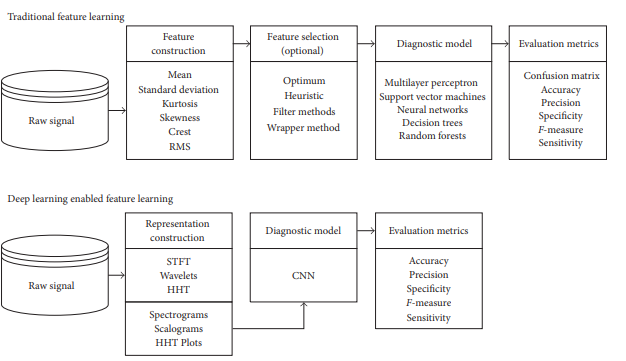 Traditional feature learning
Raw signal
Feature
construction
Mean
Standard deviation
Kurtosis
Skewness
Crest
RMS
Feature selection
(optional)
Optimum
Heuristic
Filter methods
Wrapper method
Diagnostic model
Multilayer perceptron
Support vector machines
Neural networks
Decision trees
Random forests
Evaluation metrics
Confusion matrix
Accuracy
Precision
Specificity
F-measure
Sensitivity
Deep learning enabled feature learning
Raw signal
Representation
construction
STFT
Wavelets
HHT
Spectrograms
Scalograms
HHT Plots
Diagnostic model
CNN
Evaluation metrics
Accuracy
Precision
Specificity
F-measure
Sensitivity